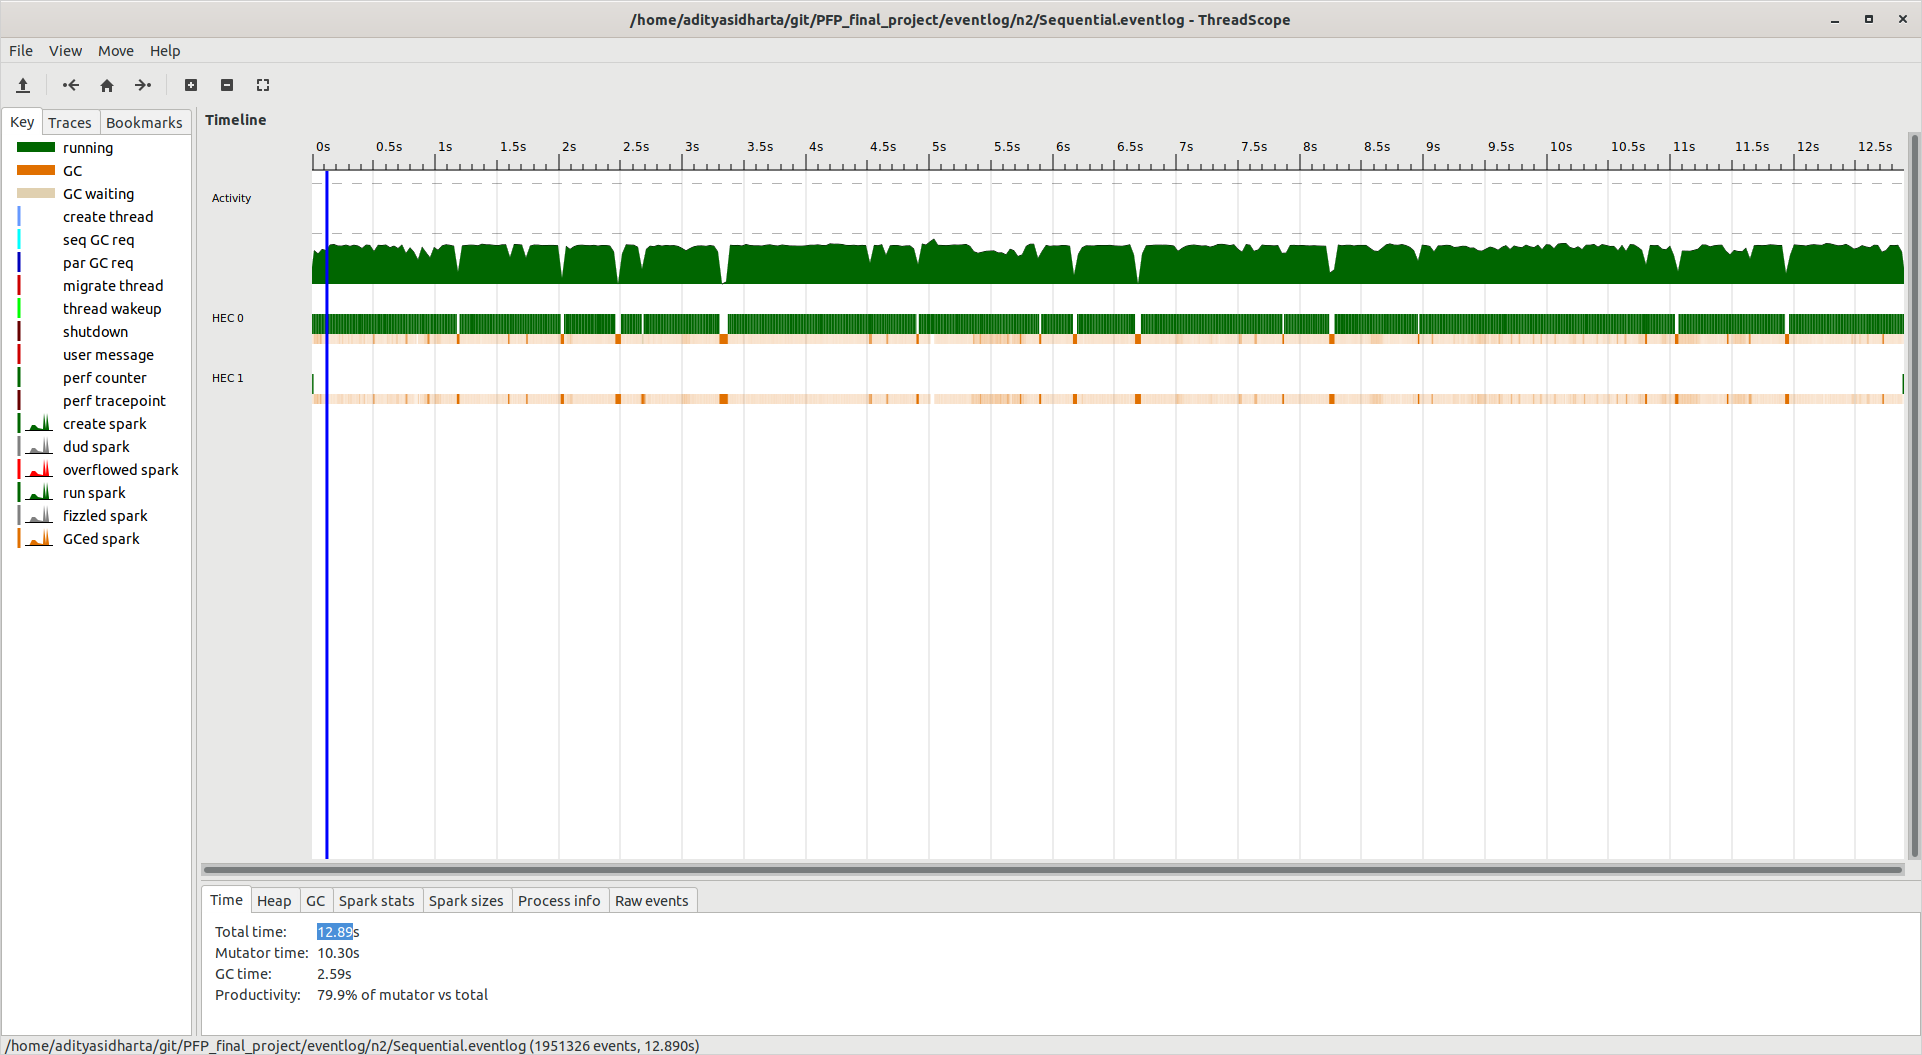 /home/adityasidharta/git/PFP_final_project/eventlog/n2/Sequential.eventlog - ThreadScope
File View Move Help
Key Traces Bookmarks
running
GC
GC waiting
create thread
seq GC req
par GC req
migrate thread
thread wakeup
shutdown
user message
perf counter
perf tracepoint
create spark
dud spark
overflowed spark
run spark
fizzled spark
GCed spark
Timeline
0s 0.5s 1s 1.5s 2s 2.5s 3s 3.5s 4s 4.5s 5s 5.5s 6s 6.5s 7s 7.5s 8s 8.5s 9s 9.5s 10s 10.5s 11s 11.5s 12s 12.5s
Activity
HEC 0
HEC 1
Time Heap GC Spark stats Spark sizes Process info Raw events
Total time: 12.89s
Mutator time: 10.30s
GC time: 2.59s
Productivity: 79.9% of mutator vs total
/home/adityasidharta/git/PFP_final_project/eventlog/n2/Sequential.eventlog (1951326 events, 12.890s)